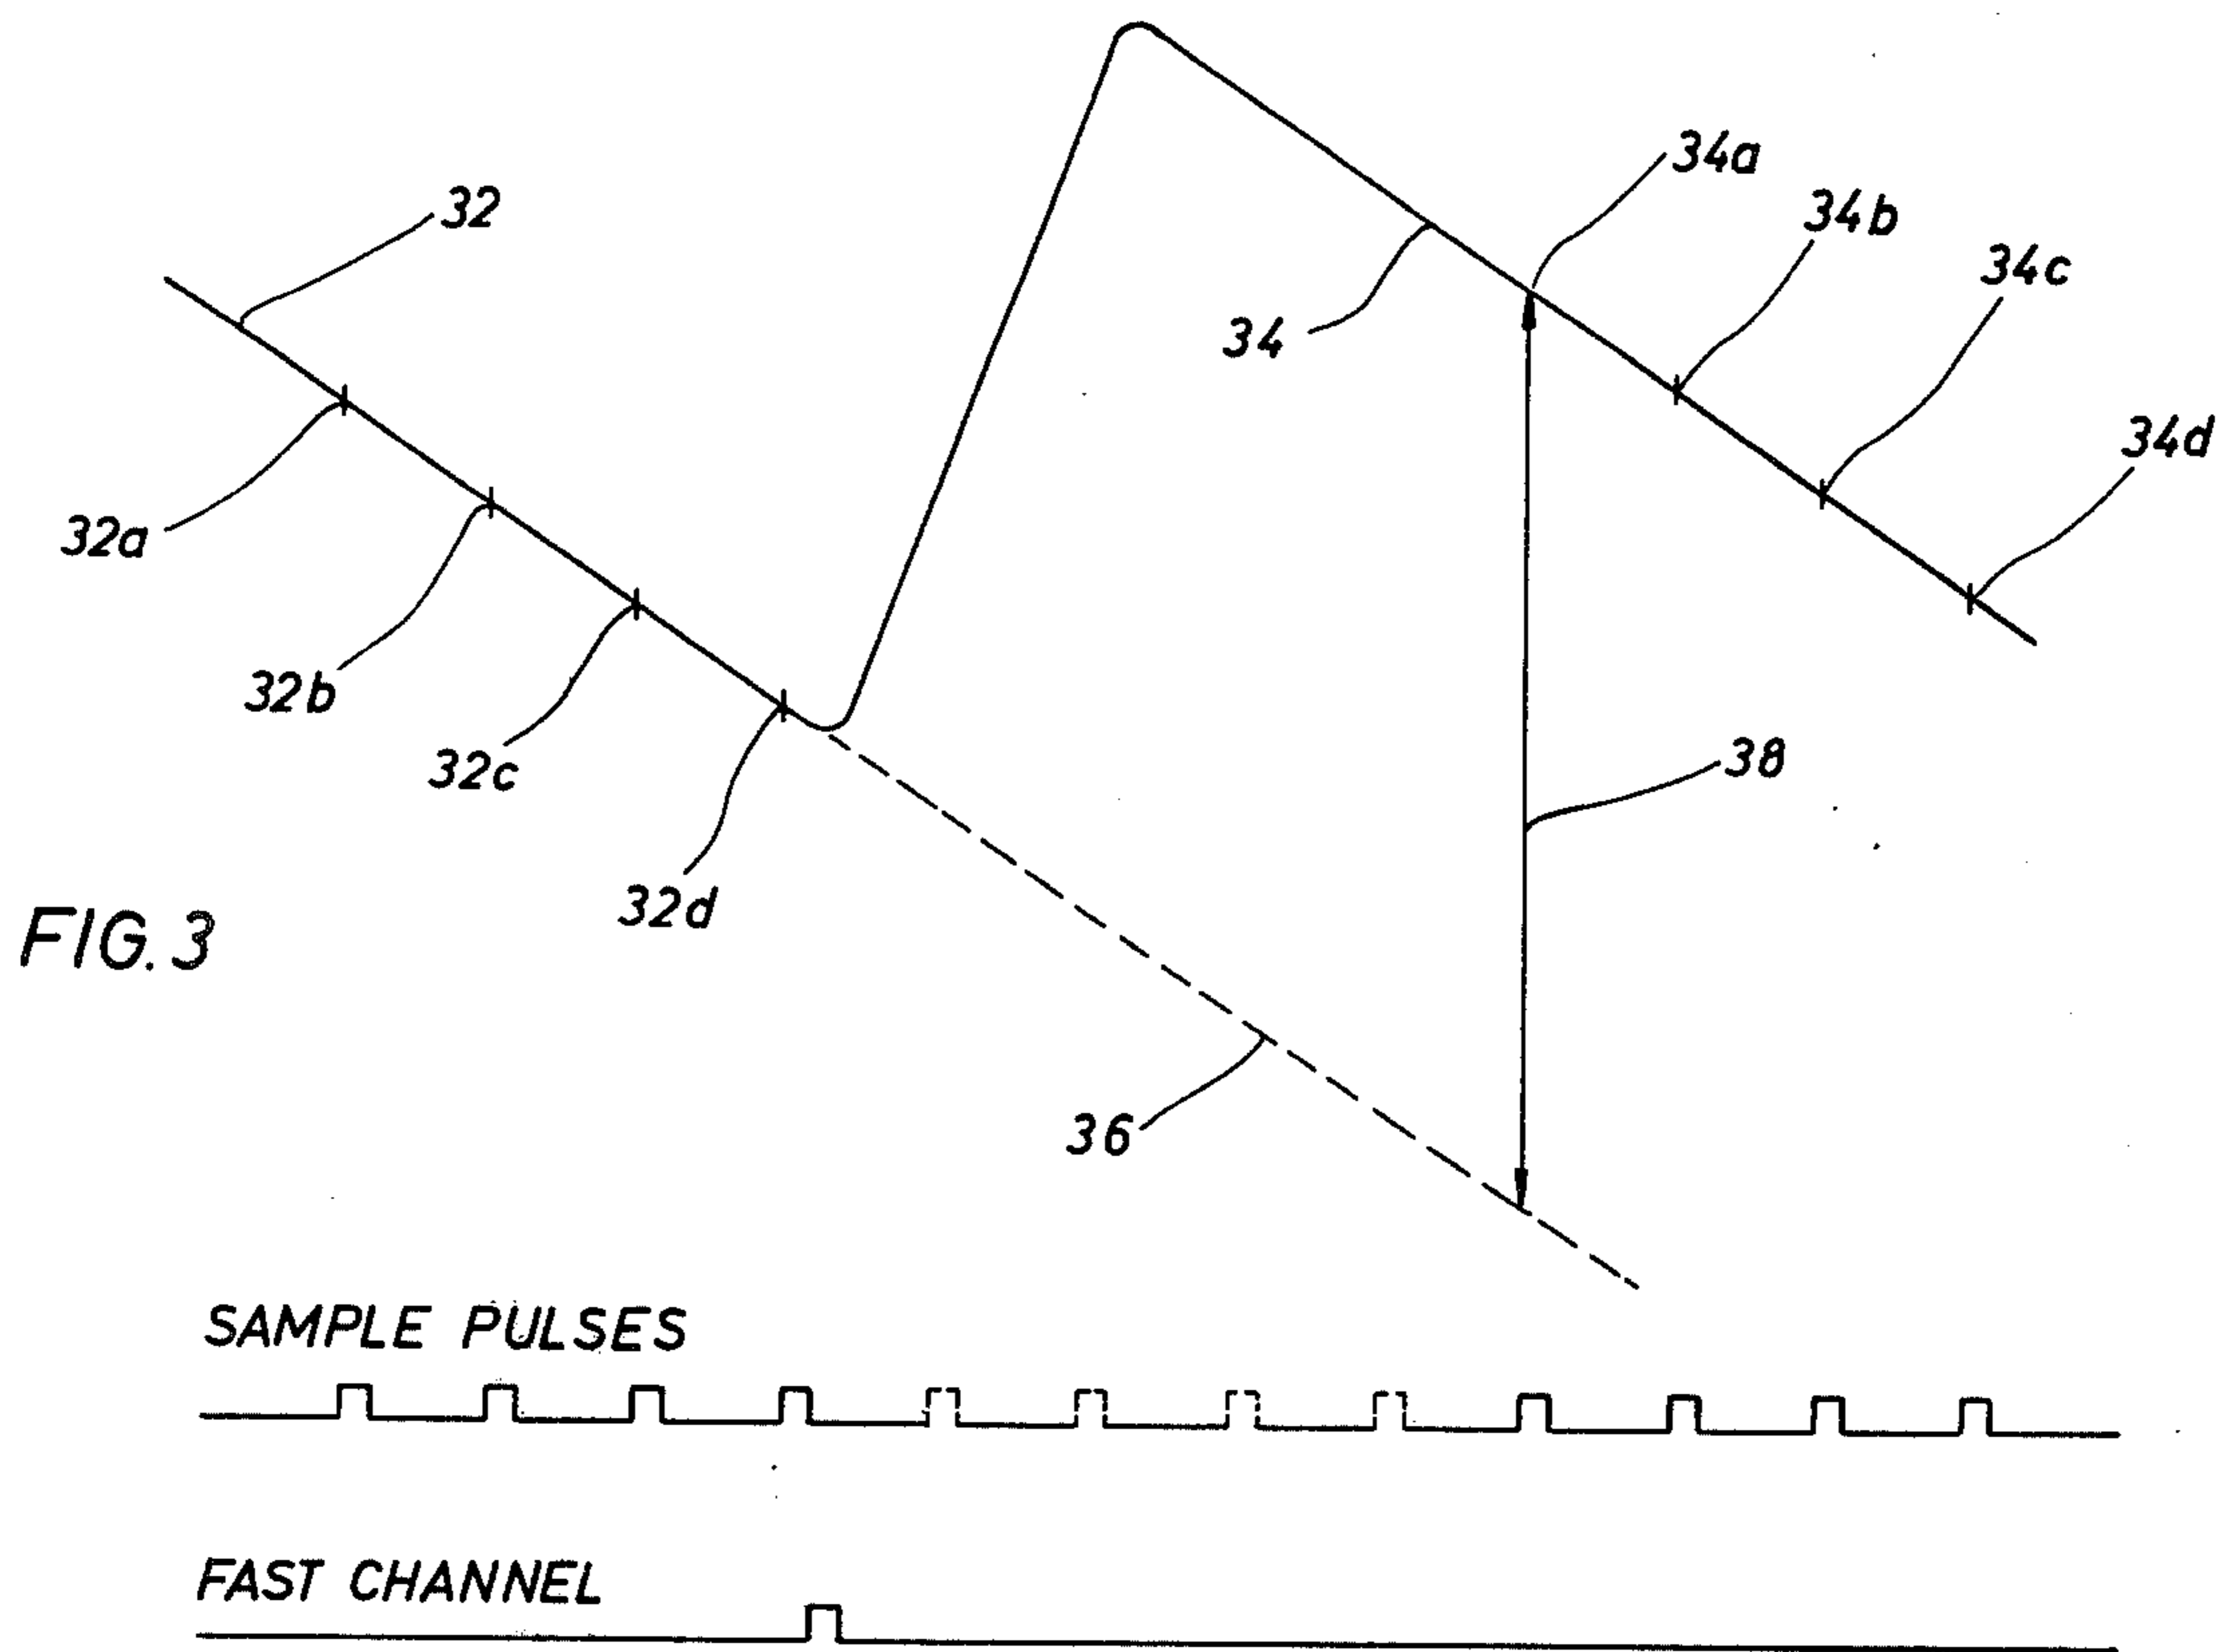 34a
32
34b
34c
34
34d
32a
32b
32c
38
32d
FIG. 3
36
SAMPLE PULSES
FAST CHANNEL